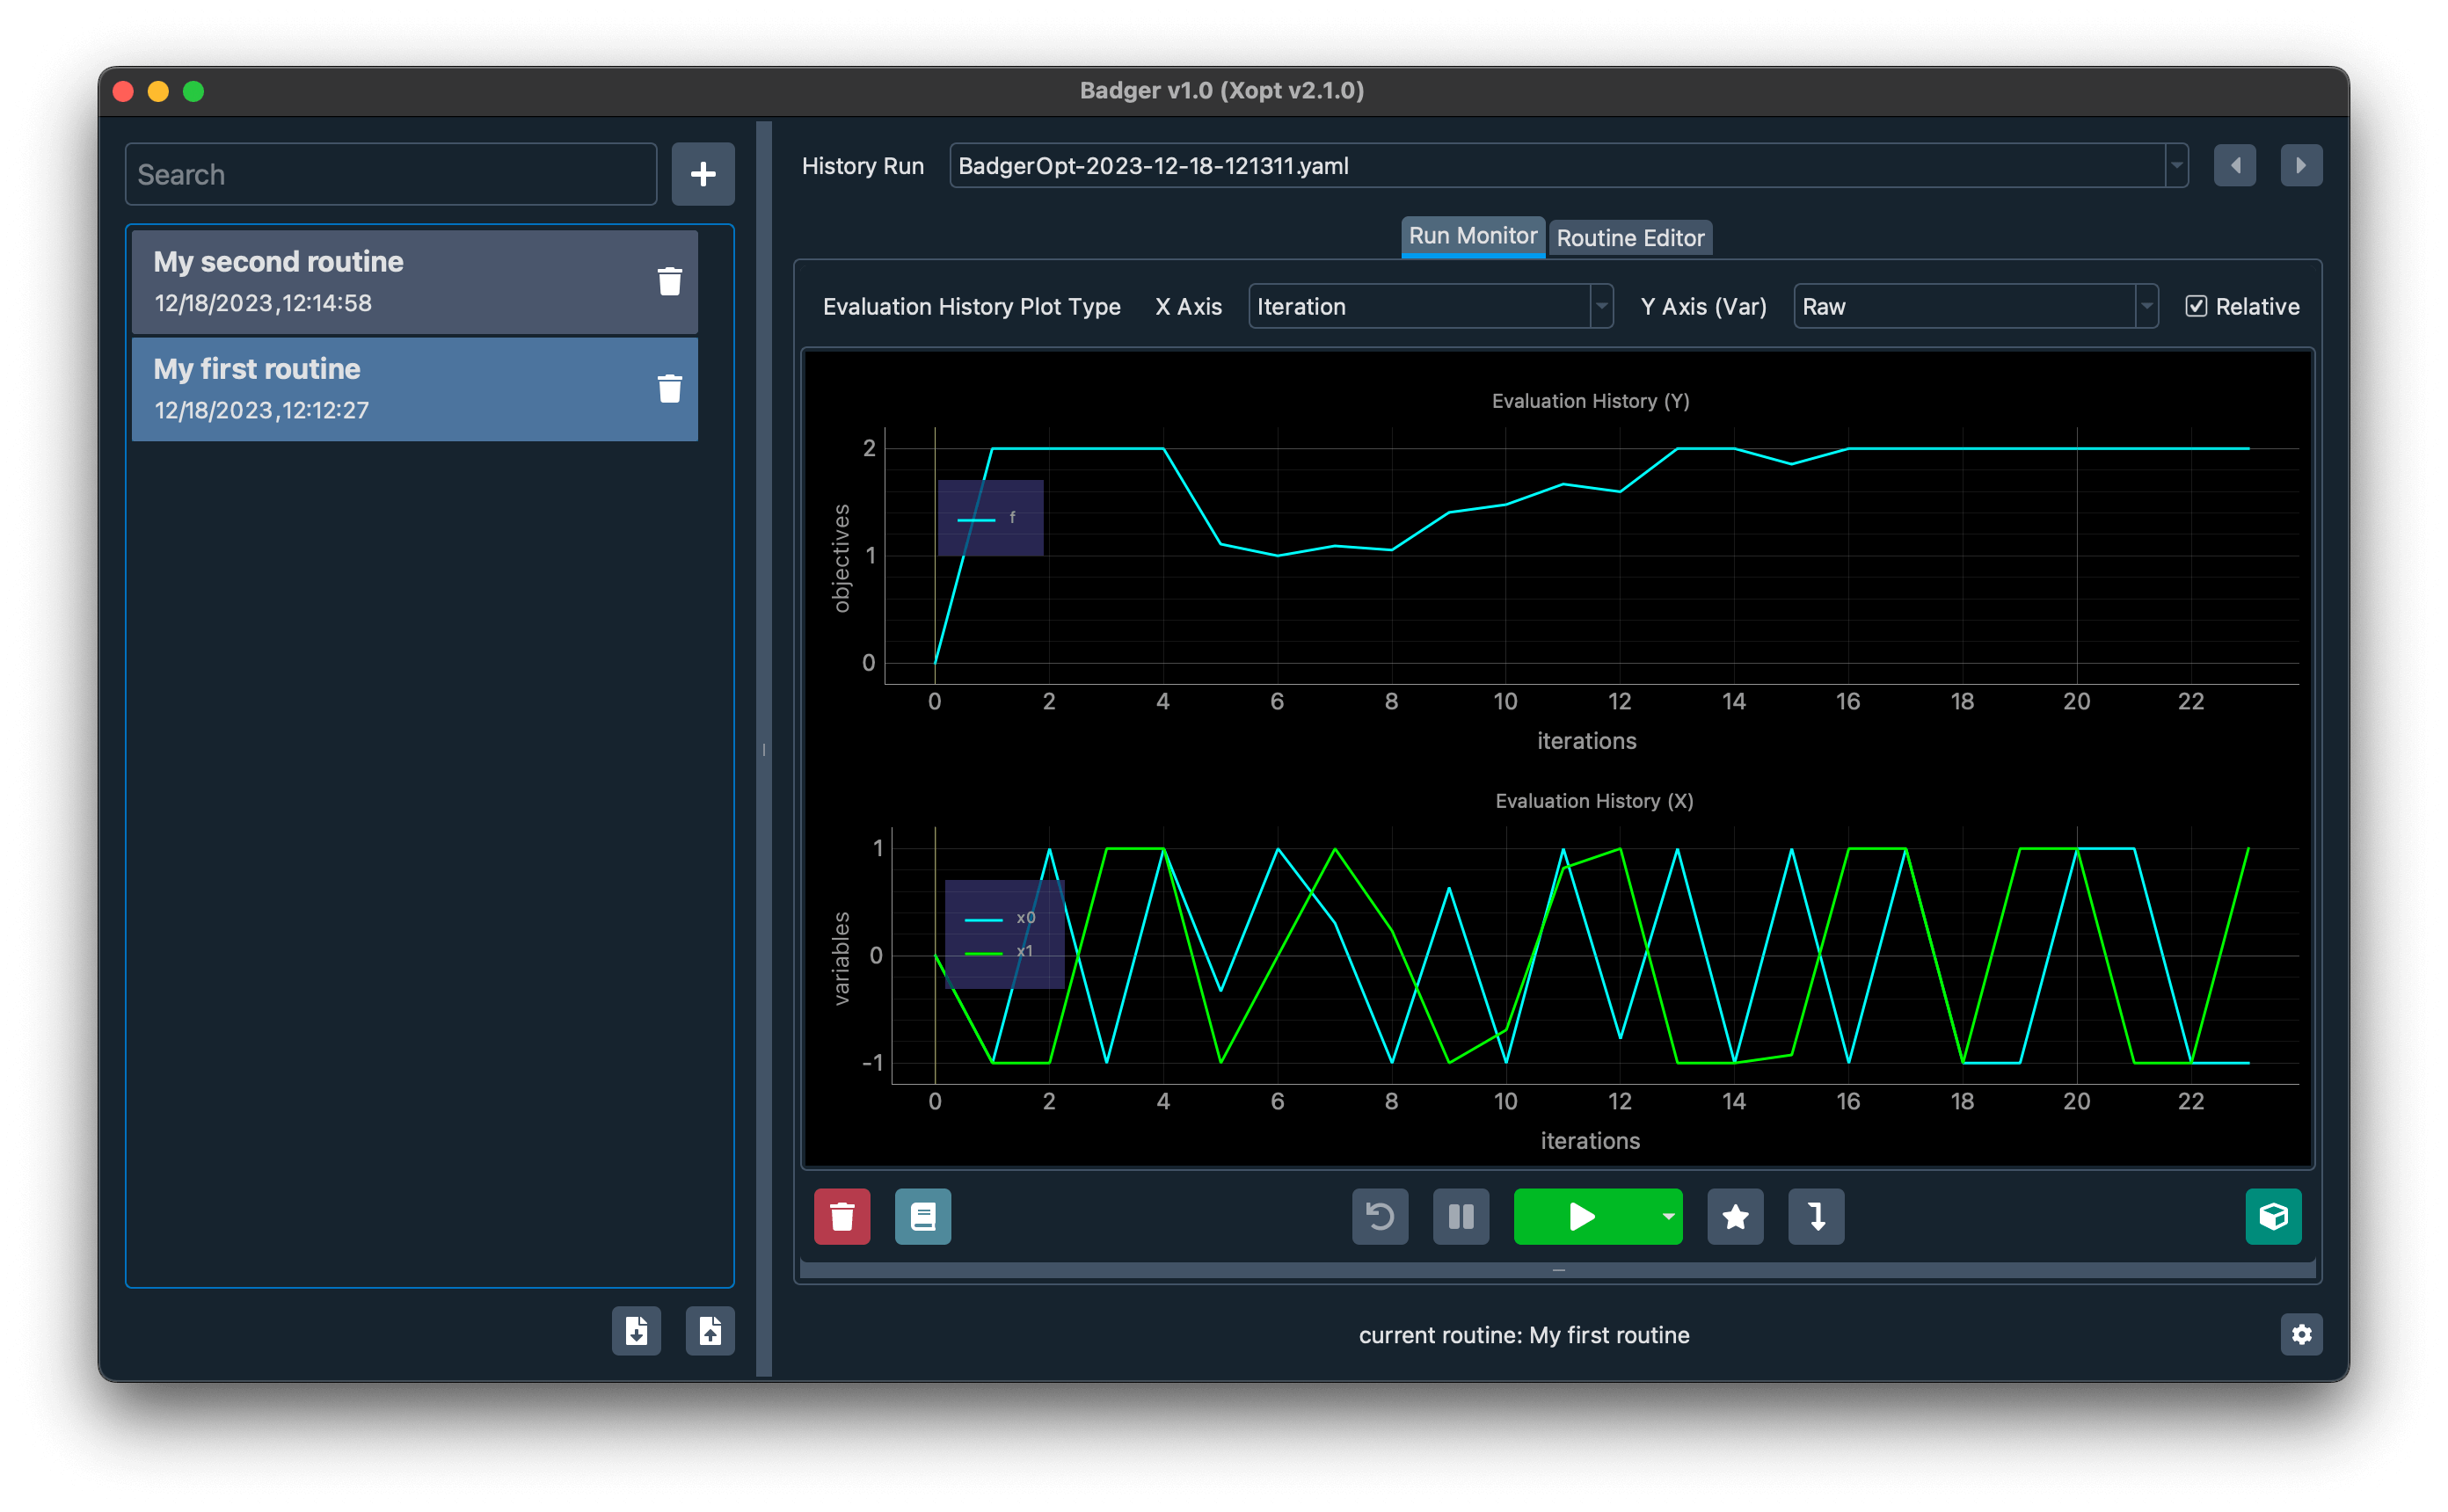 Badger v1.0 (Xopt v2.1.0)
Search
My second routine
12/18/2023,12:14:58
My first routine
12/18/2023,12:12:27
History Run BadgerOpt-2023-12-18-121311.yaml
Run Monitor Routine Editor
Evaluation History Plot Type X Axis Iteration Y Axis (Var) Raw Relative
Evaluation History (Y)
objectives
2
1
0
f
0 2 4 6 8 10 12 14 16 18 20 22
iterations
Evaluation History (X)
variables
1
0
-1
x0
x1
0 2 4 6 8 10 12 14 16 18 20 22
iterations
current routine: My first routine